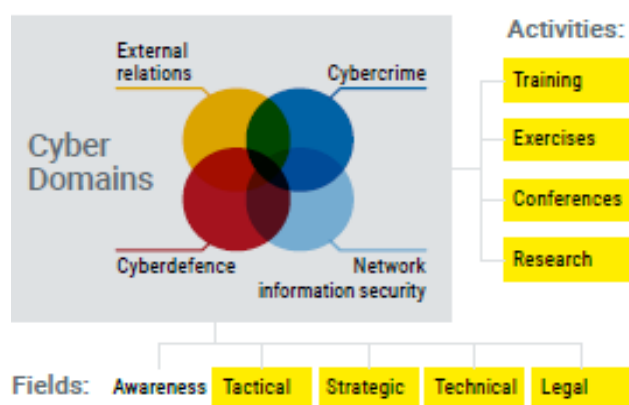 Activities:
External
relations
Cybercrime
Training
Cyber
Domains
Exercises
Conferences
Research
Cyberdefence
Network
information security
Fields:
Awareness
Tactical
Strategic
Technical
Legal